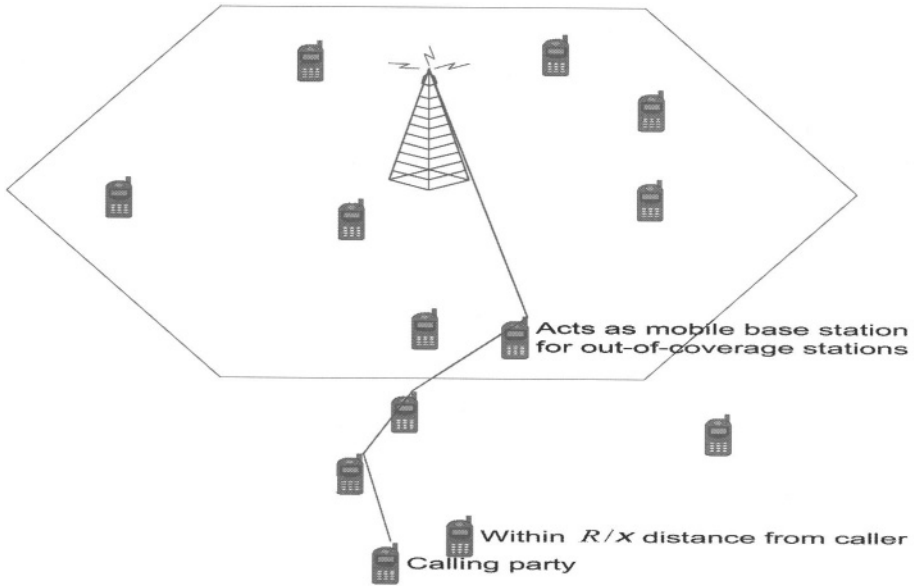 Acts as mobile base station
for out-of-coverage stations
Within R/x distance from caller
Calling party